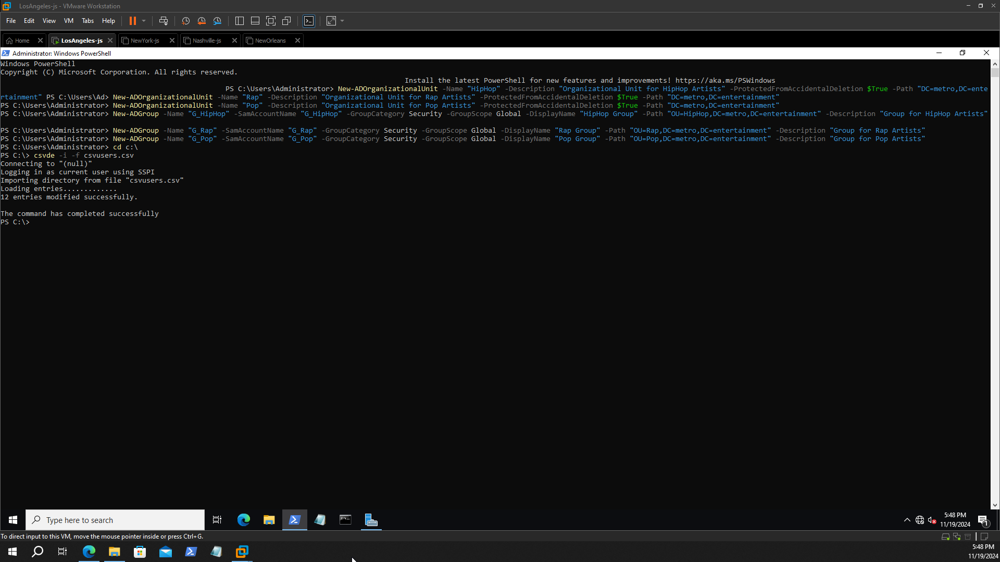 LosAngeles-js - VMware Workstation
File Edit View VM Tabs Help
Home LosAngeles-js NewYork-js Nashville-js NewOrleans
Administrator: Windows PowerShell
Windows PowerShell
Copyright (C) Microsoft Corporation. All rights reserved.
Install the latest PowerShell for new features and improvements! https://aka.ms/PSWindows
PS C:\Users\Administrator> New-ADOrganizationalUnit -Name "HipHop" -Description "Organizational Unit for HipHop Artists" -ProtectedFromAccidentalDeletion $True -Path "DC=metro,DC=ente
rtainment" PS C:\Users\Ad> New-ADOrganizationalUnit -Name "Rap" -Description "Organizational Unit for Rap Artists" -ProtectedFromAccidentalDeletion $True -Path "DC=metro,DC=entertainment"
PS C:\Users\Administrator> New-ADOrganizationalUnit -Name "Pop" -Description "Organizational Unit for Pop Artists" -ProtectedFromAccidentalDeletion $True -Path "DC=metro,DC=entertainment"
PS C:\Users\Administrator> New-ADGroup -Name "G_HipHop" -SamAccountName "G_HipHop" -GroupCategory Security -GroupScope Global -DisplayName "HipHop Group" -Path "OU=HipHop,DC=metro,DC=entertainment" -Description "Group for HipHop Artists"
PS C:\Users\Administrator> New-ADGroup -Name "G_Rap" -SamAccountName "G_Rap" -GroupCategory Security -GroupScope Global -DisplayName "Rap Group" -Path "OU=Rap,DC=metro,DC=entertainment" -Description "Group for Rap Artists"
PS C:\Users\Administrator> New-ADGroup -Name "G_Pop" -SamAccountName "G_Pop" -GroupCategory Security -GroupScope Global -DisplayName "Pop Group" -Path "OU=Pop,DC=metro,DC=entertainment" -Description "Group for Pop Artists"
PS C:\Users\Administrator> cd c:\
PS C:\> csvde -i -f csvusers.csv
Connecting to "(null)"
Logging in as current user using SSPI
Importing directory from file "csvusers.csv"
Loading entries.............
12 entries modified successfully.
The command has completed successfully
PS C:\>
Type here to search
5:48 PM
11/19/2024
1
To direct input to this VM, move the mouse pointer inside or press Ctrl+G.
5:48 PM
11/19/2024